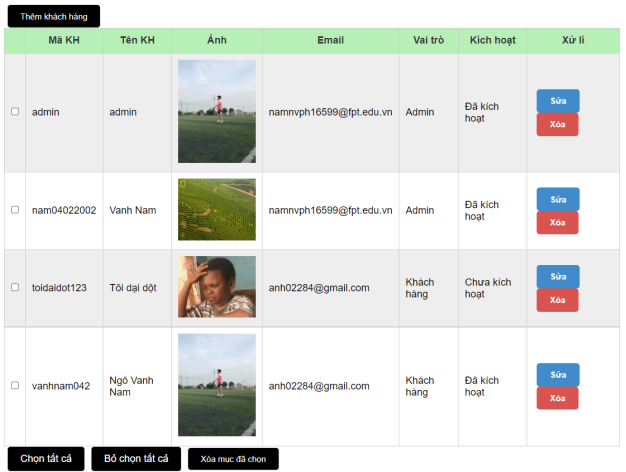 Thêm khách hàng
Mã KH Tên KH Ảnh Email Vai trò Kích hoạt Xử lí
admin admin namnvph16599@fpt.edu.vn Admin Đã kích
hoạt
Sửa
Xóa
nam04022002 Vanh Nam namnvph16599@fpt.edu.vn Admin Đã kích
hoạt
Sửa
Xóa
toidaidot123 Tôi dại dột anh02284@gmail.com Khách
hàng
Chưa kích
hoạt
Sửa
Xóa
vanhnam042 Ngô Vanh
Nam
anh02284@gmail.com Khách
hàng
Đã kích
hoạt
Sửa
Xóa
Chọn tất cả Bỏ chọn tất cả Xóa mục đã chọn